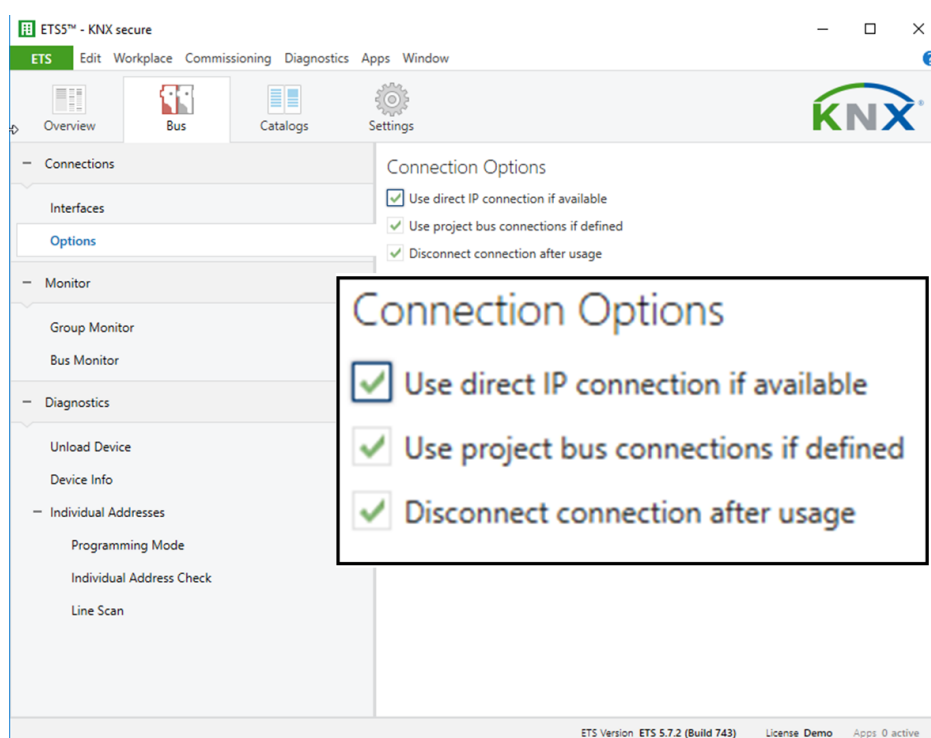 ETS5™ - KNX secure
ETS Edit Workplace Commissioning Diagnostics Apps Window
Overview Bus Catalogs Settings
KNX®
Connections
Interfaces
Options
Monitor
Group Monitor
Bus Monitor
Diagnostics
Unload Device
Device Info
Individual Addresses
Programming Mode
Individual Address Check
Line Scan
Connection Options
Use direct IP connection if available
Use project bus connections if defined
Disconnect connection after usage
Connection Options
Use direct IP connection if available
Use project bus connections if defined
Disconnect connection after usage
ETS Version ETS 5.7.2 (Build 743) License Demo Apps 0 active